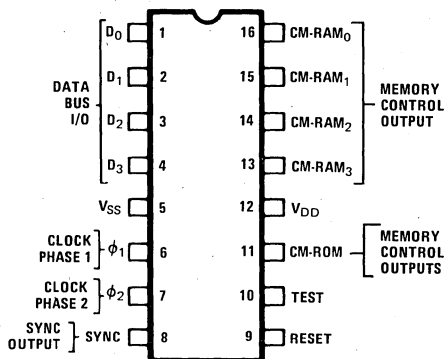 D0 1 16 CM-RAM0
D1 2 15 CM-RAM1
DATA
BUS
I/O
MEMORY
CONTROL
OUTPUT
D2 3 14 CM-RAM2
D3 4 13 CM-RAM3
VSS 5 12 VDD
CLOCK
PHASE 1
ϕ1 6 11 CM-ROM
MEMORY
CONTROL
OUTPUTS
CLOCK
PHASE 2
ϕ2 7 10 TEST
SYNC
OUTPUT
SYNC 8 9 RESET